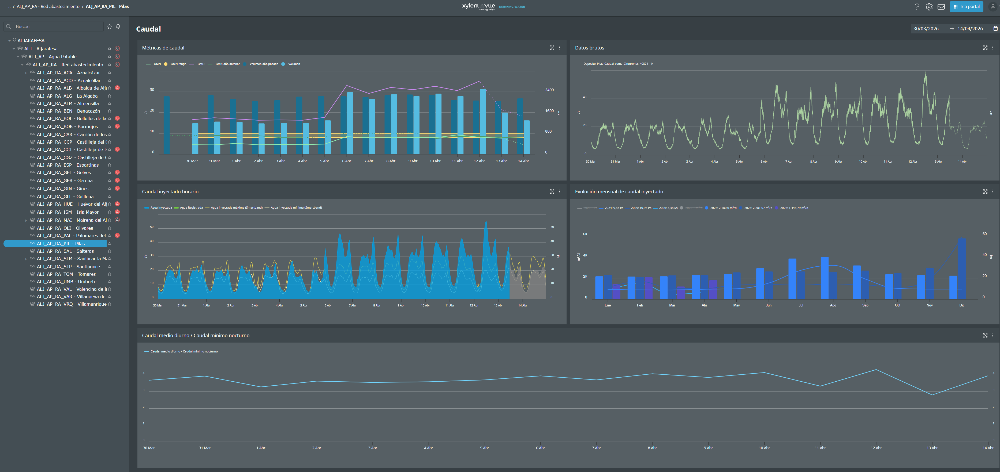 .. / ALJ_AP_RA - Red abastecimiento / ALJ_AP_RA_PIL - Pilas
xylem vue DRINKING WATER
Ir a portal
Buscar
ALJARAFESA
ALJ - Aljarafesa
ALJ_AP - Agua Potable
ALJ_AP_RA - Red abastecimiento
ALJ_AP_RA_ACA - Aznalcázar
ALJ_AP_RA_ACO - Aznalcóllar
ALJ_AP_RA_ALB - Albaida de Alj
ALJ_AP_RA_ALG - La Algaba
ALJ_AP_RA_ALM - Almensilla
ALJ_AP_RA_BEN - Benacazón
ALJ_AP_RA_BOL - Bollullos de la
ALJ_AP_RA_BOR - Bormujos
ALJ_AP_RA_CAR - Carrión de los
ALJ_AP_RA_CCP - Castilleja del
ALJ_AP_RA_CCT - Castilleja de la
ALJ_AP_RA_CGZ - Castilleja de
ALJ_AP_RA_ESP - Espartinas
ALJ_AP_RA_GEL - Gelves
ALJ_AP_RA_GER - Gerena
ALJ_AP_RA_GIN - Gines
ALJ_AP_RA_GLL - Guillena
ALJ_AP_RA_HUE - Huévar del Al
ALJ_AP_RA_ISM - Isla Mayor
ALJ_AP_RA_MAI - Mairena del Al
ALJ_AP_RA_OLI - Olivares
ALJ_AP_RA_PAL - Palomares del
ALJ_AP_RA_PIL - Pilas
ALJ_AP_RA_SAL - Salteras
ALJ_AP_RA_SLM - Sanlúcar la Ma
ALJ_AP_RA_STP - Santiponce
ALJ_AP_RA_TOM - Tomares
ALJ_AP_RA_UMB - Umbrete
ALJ_AP_RA_VAL - Valencina de la
ALJ_AP_RA_VAR - Villanueva de
ALJ_AP_RA_VRQ - Villamanrique
Caudal
30/03/2026 → 14/04/2026
Métricas de caudal
CMN CMN rango CMD CMN año anterior Volumen año pasado Volumen
30
20
10
0
l/s
2400
1600
800
0
m³
30 Mar 31 Mar 1 Abr 2 Abr 3 Abr 4 Abr 5 Abr 6 Abr 7 Abr 8 Abr 9 Abr 10 Abr 11 Abr 12 Abr 13 Abr 14 Abr
Datos brutos
Deposito_Pilas_Caudal_suma_Cinturones_40874 - IN
40
20
0
l/s
bar
30 Mar 31 Mar 1 Abr 2 Abr 3 Abr 4 Abr 5 Abr 6 Abr 7 Abr 8 Abr 9 Abr 10 Abr 11 Abr 12 Abr 13 Abr 14 Abr
Caudal inyectado horario
Agua inyectada Agua Registrada Agua inyectada máxima (Smartband) Agua inyectada mínima (Smartband)
50
40
30
20
10
0
l/s
50
40
30
20
10
0
l/s
30 Mar 31 Mar 1 Abr 2 Abr 3 Abr 4 Abr 5 Abr 6 Abr 7 Abr 8 Abr 9 Abr 10 Abr 11 Abr 12 Abr 13 Abr 14 Abr
Evolución mensual de caudal inyectado
2024: 9,34 l/s 2025: 10,96 l/s 2026: 8,38 l/s 2024: 2.180,6 m³/d 2025: 2.281,07 m³/d 2026: 1.448,79 m³/d
6k
4k
2k
0
m³/d
60
40
20
0
l/s
Ene Feb Mar Abr May Jun Jul Ago Sep Oct Nov Dic
Caudal medio diurno / Caudal mínimo nocturno
Caudal medio diurno / Caudal mínimo nocturno
4
3
2
1
0
4
3
2
1
0
30 Mar 31 Mar 1 Abr 2 Abr 3 Abr 4 Abr 5 Abr 6 Abr 7 Abr 8 Abr 9 Abr 10 Abr 11 Abr 12 Abr 13 Abr 14 Abr